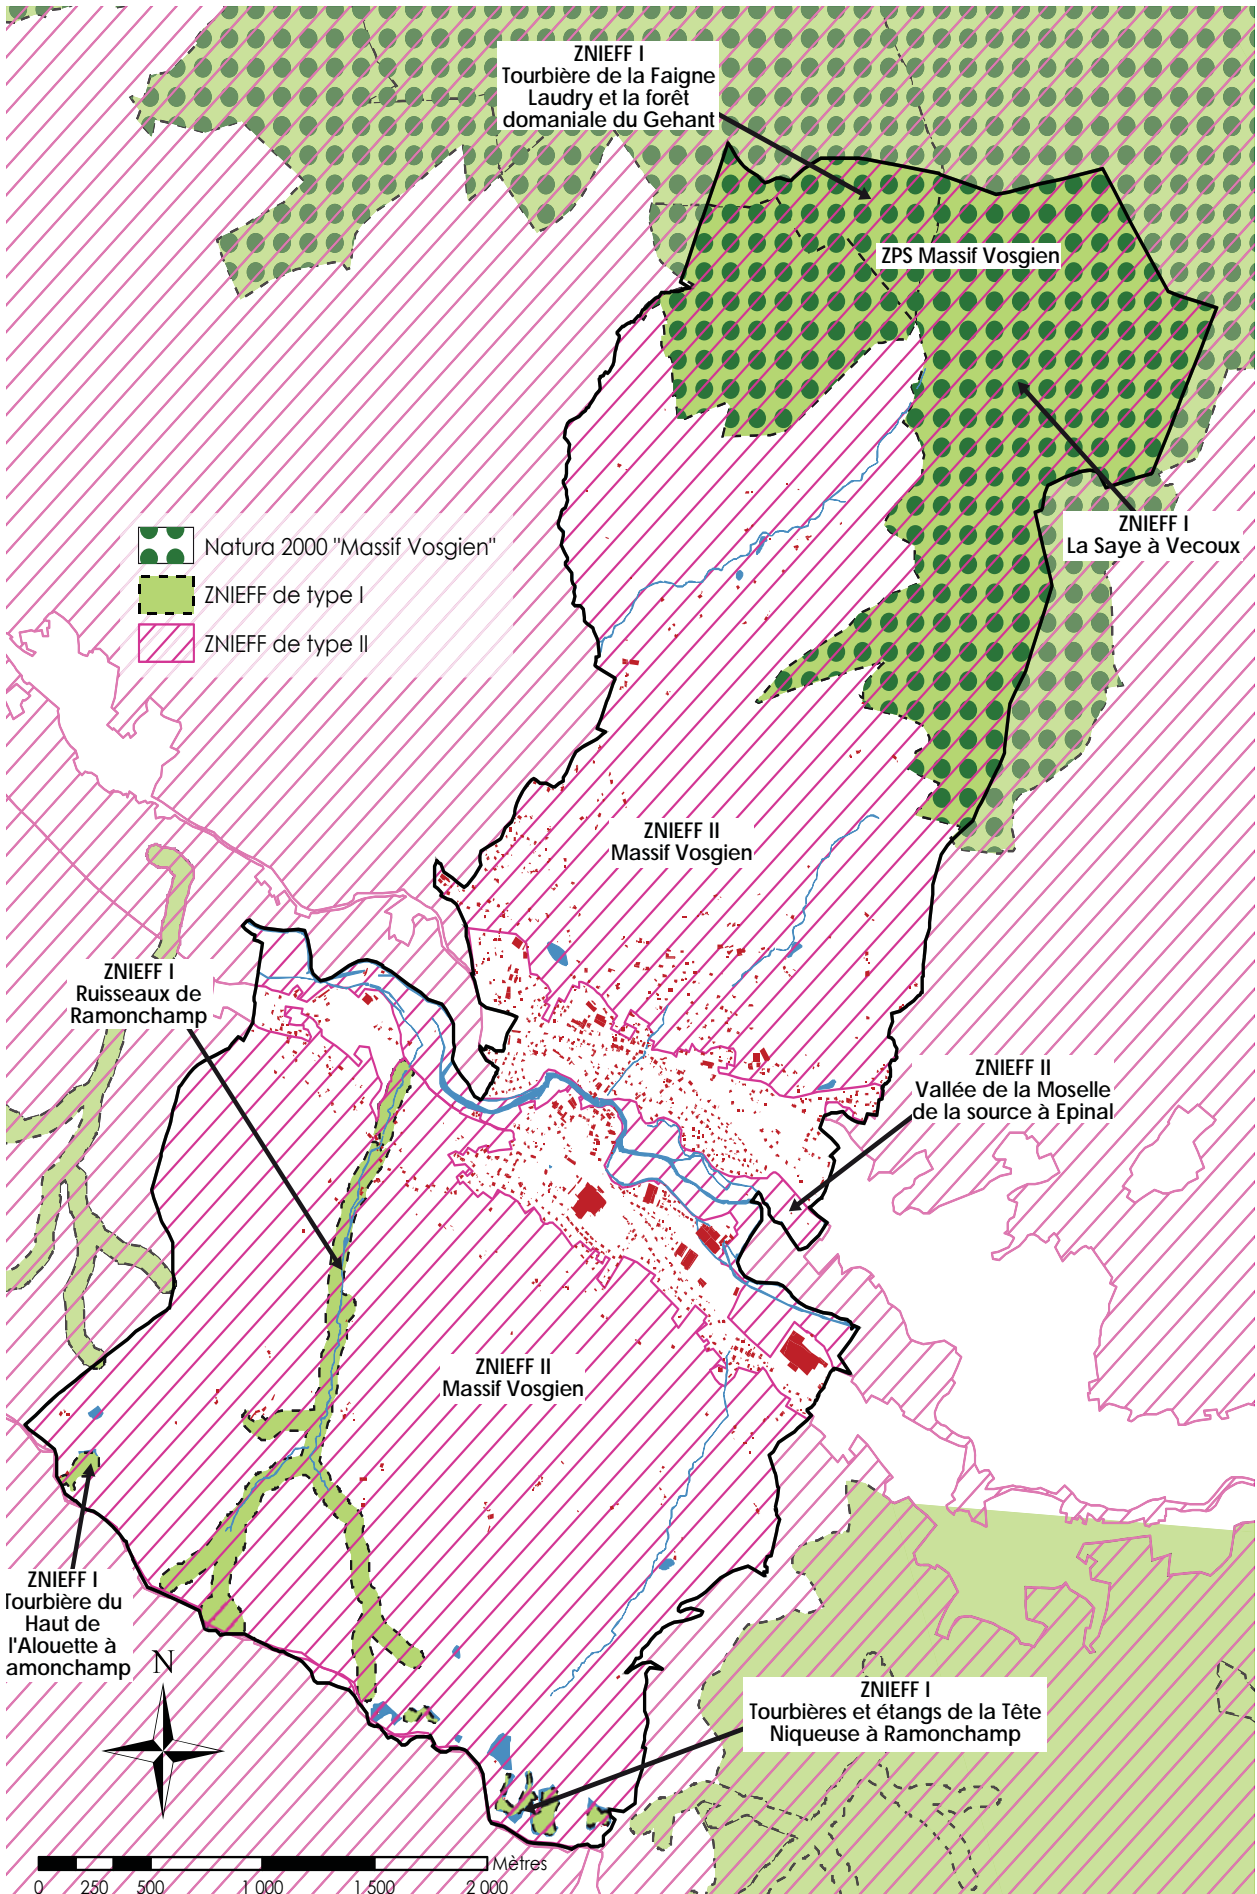 ZNIEFF I
Tourbière de la Faigne
Laudry et la forêt
domaniale du Gehant
ZPS Massif Vosgien
ZNIEFF I
La Saye à Vecoux
Natura 2000 "Massif Vosgien"
ZNIEFF de type I
ZNIEFF de type II
ZNIEFF II
Massif Vosgien
ZNIEFF I
Ruisseaux de
Ramonchamp
ZNIEFF II
Vallée de la Moselle
de la source à Epinal
ZNIEFF II
Massif Vosgien
ZNIEFF I
Tourbière du
Haut de
l'Alouette à
amonchamp
N
ZNIEFF I
Tourbières et étangs de la Tête
Niqueuse à Ramonchamp
Mètres
0 250 500 1 000 1 500 2 000